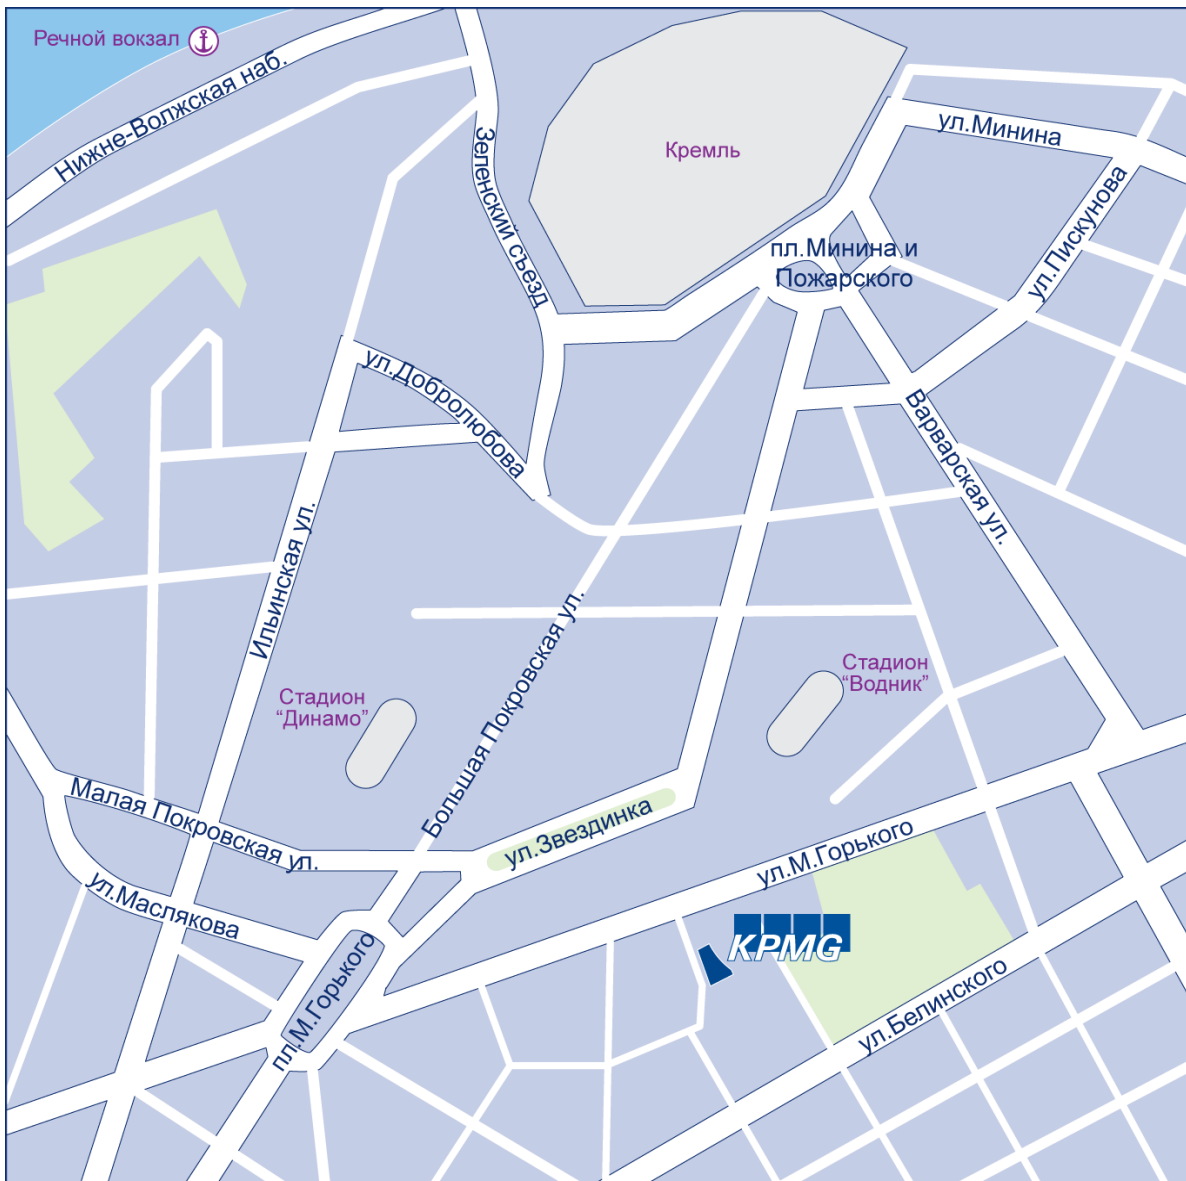 Речной вокзал
Нижне-Волжская наб.
Зеленский съезд
Кремль
ул.Минина
ул.Пискунова
пл.Минина и
Пожарского
ул.Добролюбова
Варварская ул.
Ильинская ул.
Большая Покровская ул.
Стадион
“Динамо”
Стадион
“Водник”
Малая Покровская ул.
ул.Звездинка
ул.М.Горького
ул.Маслякова
пл.М.Горького
KPMG
ул.Белинского